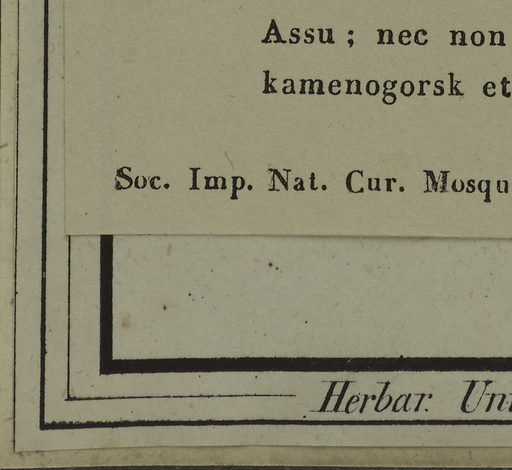 Assu; nec non
kamenogorsk et
Soc. Imp. Nat. Cur. Mosqu
Herbar. Uni